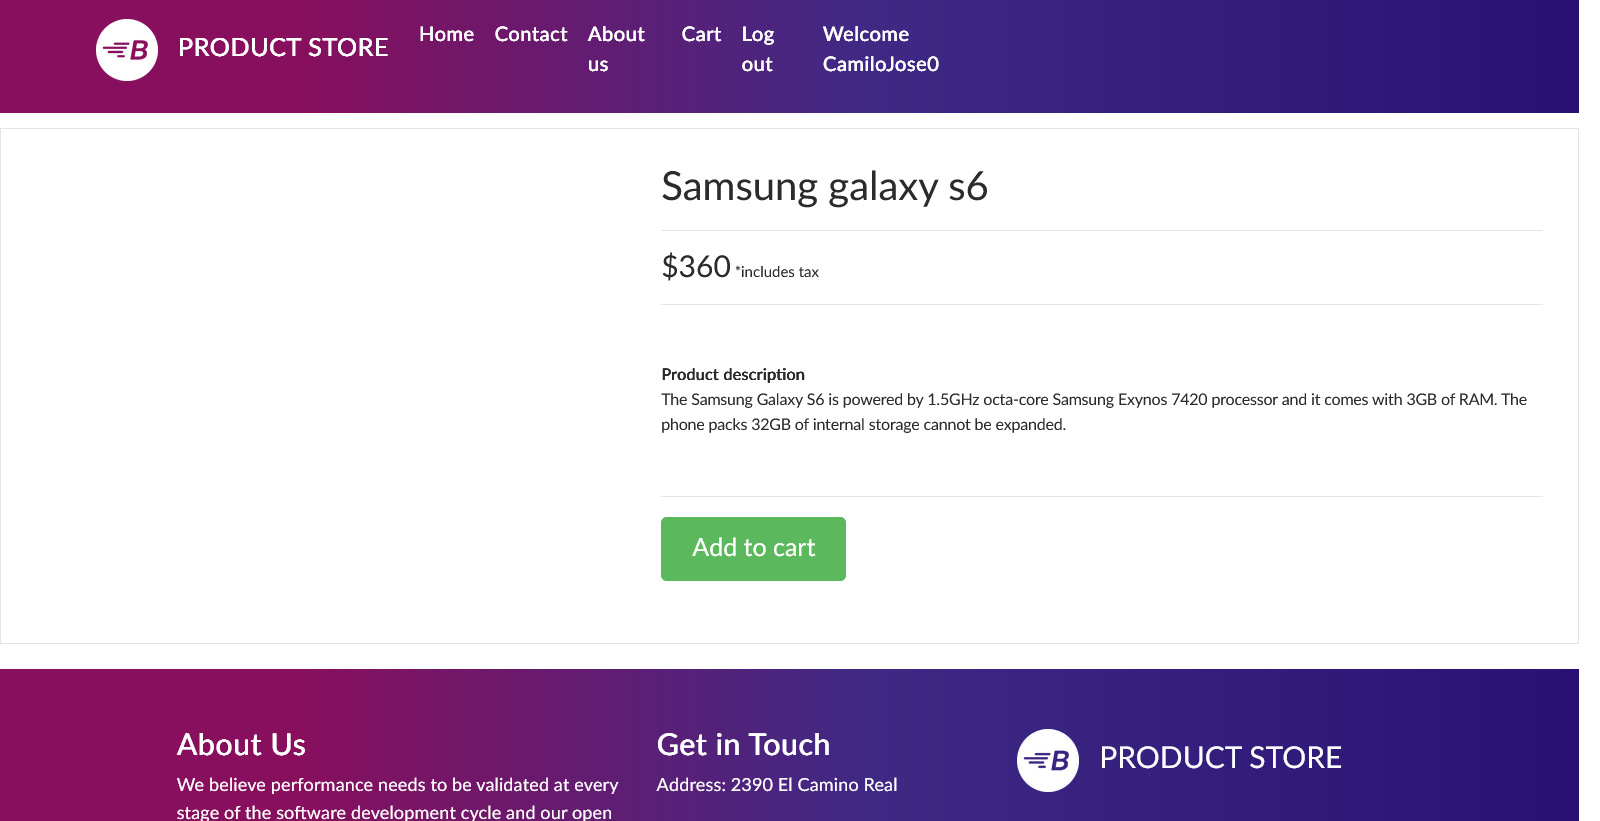 B PRODUCT STORE Home Contact About us Cart Log out Welcome CamiloJose0
Samsung galaxy s6
$360 *includes tax
Product description
The Samsung Galaxy S6 is powered by 1.5GHz octa-core Samsung Exynos 7420 processor and it comes with 3GB of RAM. The
phone packs 32GB of internal storage cannot be expanded.
Add to cart
About Us
We believe performance needs to be validated at every
stage of the software development cycle and our open
Get in Touch
Address: 2390 El Camino Real
B PRODUCT STORE